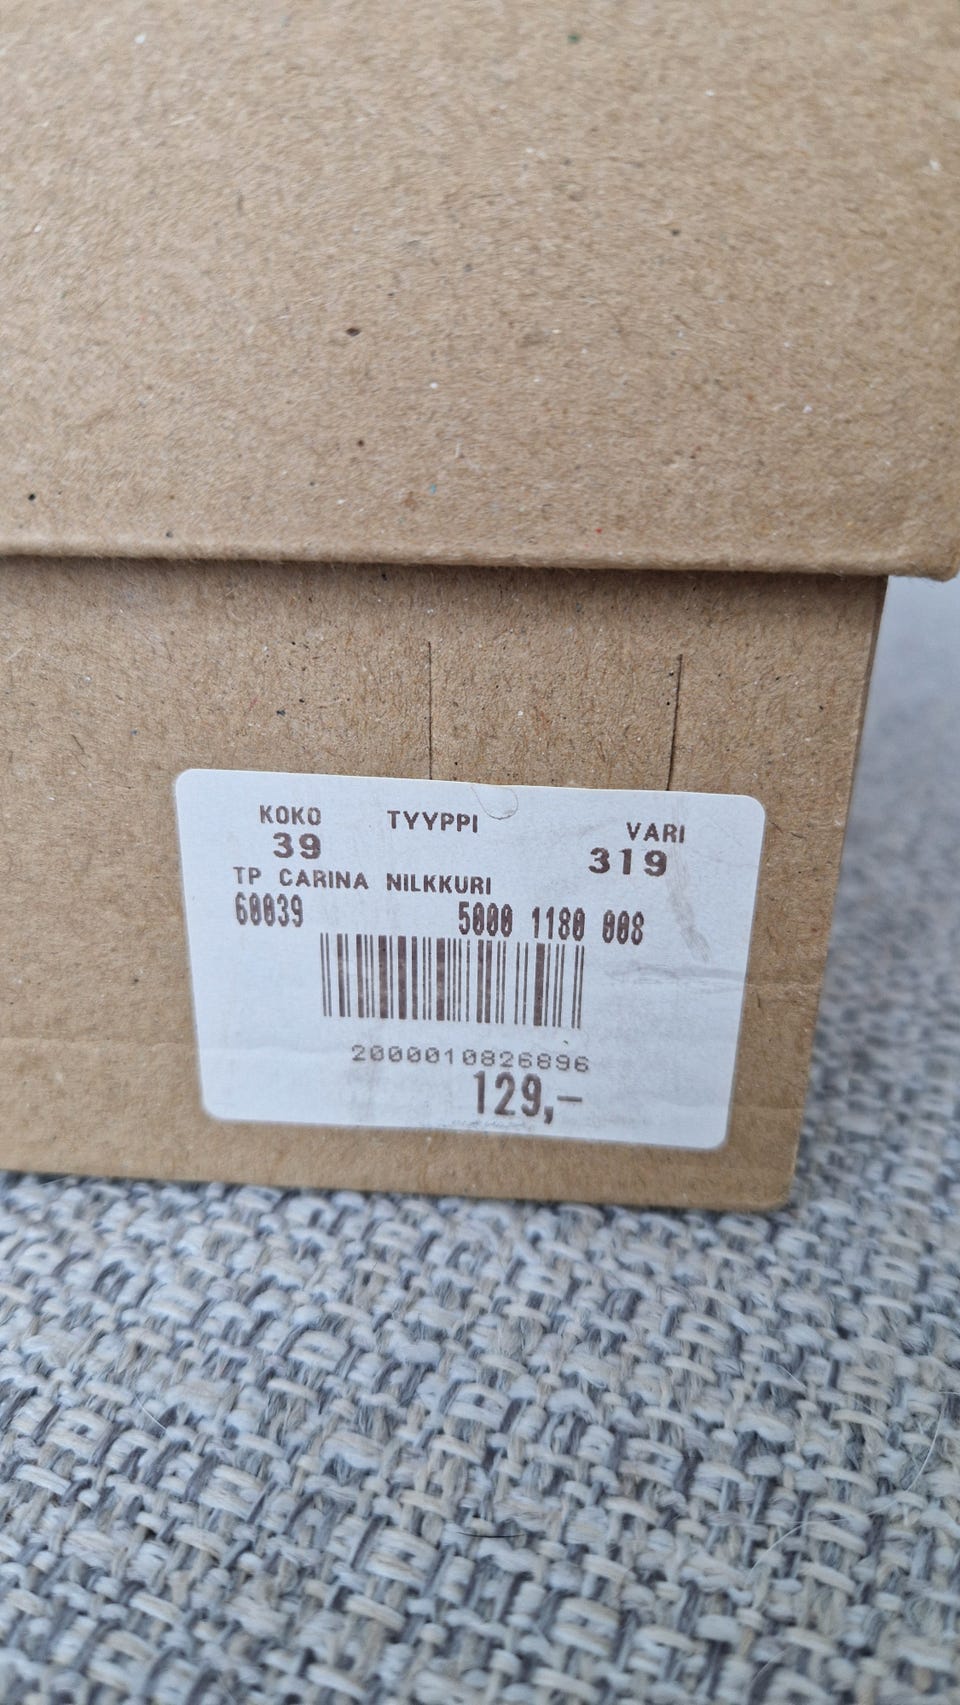 KOKO TYYPPI VARI
39 319
TP CARINA NILKKURI
60039 5000 1180 008
2000010826896
129,-